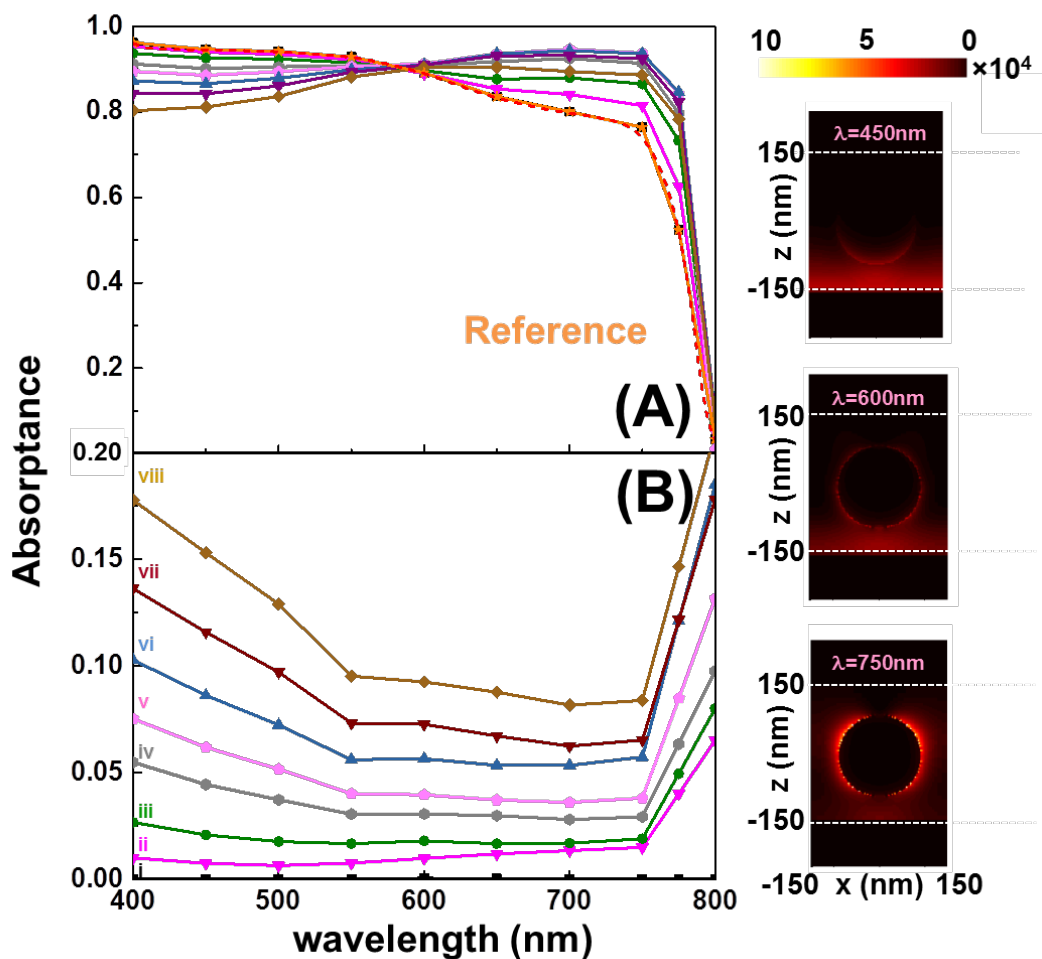 1.0
0.8
0.6
0.4
0.2
Reference
(A)
Absorptance
0.20
0.15
0.10
0.05
0.00
viii
vii
vi
v
iv
iii
ii
i
(B)
400 500 600 700 800
wavelength (nm)
10 5 0
×10⁴
λ=450nm
150
z (nm)
-150
λ=600nm
150
z (nm)
-150
λ=750nm
150
z (nm)
-150
-150 x (nm) 150